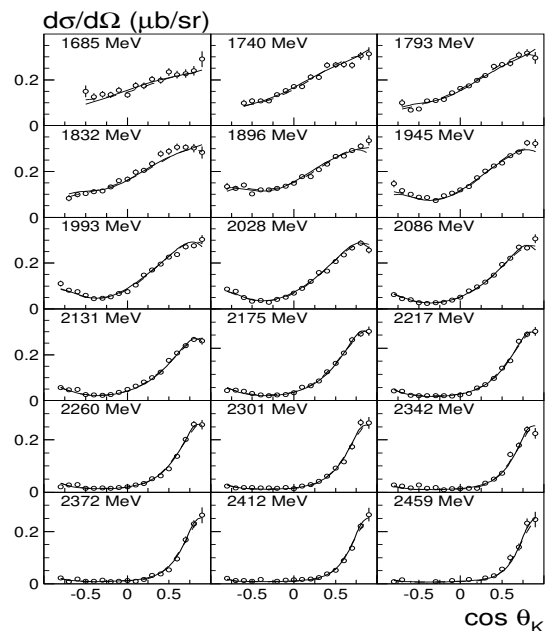 dσ/dΩ (μb/sr)
1685 MeV 1740 MeV 1793 MeV
0.2
0
1832 MeV 1896 MeV 1945 MeV
0.2
0
1993 MeV 2028 MeV 2086 MeV
0.2
0
2131 MeV 2175 MeV 2217 MeV
0.2
0
2260 MeV 2301 MeV 2342 MeV
0.2
0
2372 MeV 2412 MeV 2459 MeV
0.2
0
-0.5 0 0.5 -0.5 0 0.5 -0.5 0 0.5
cos θK